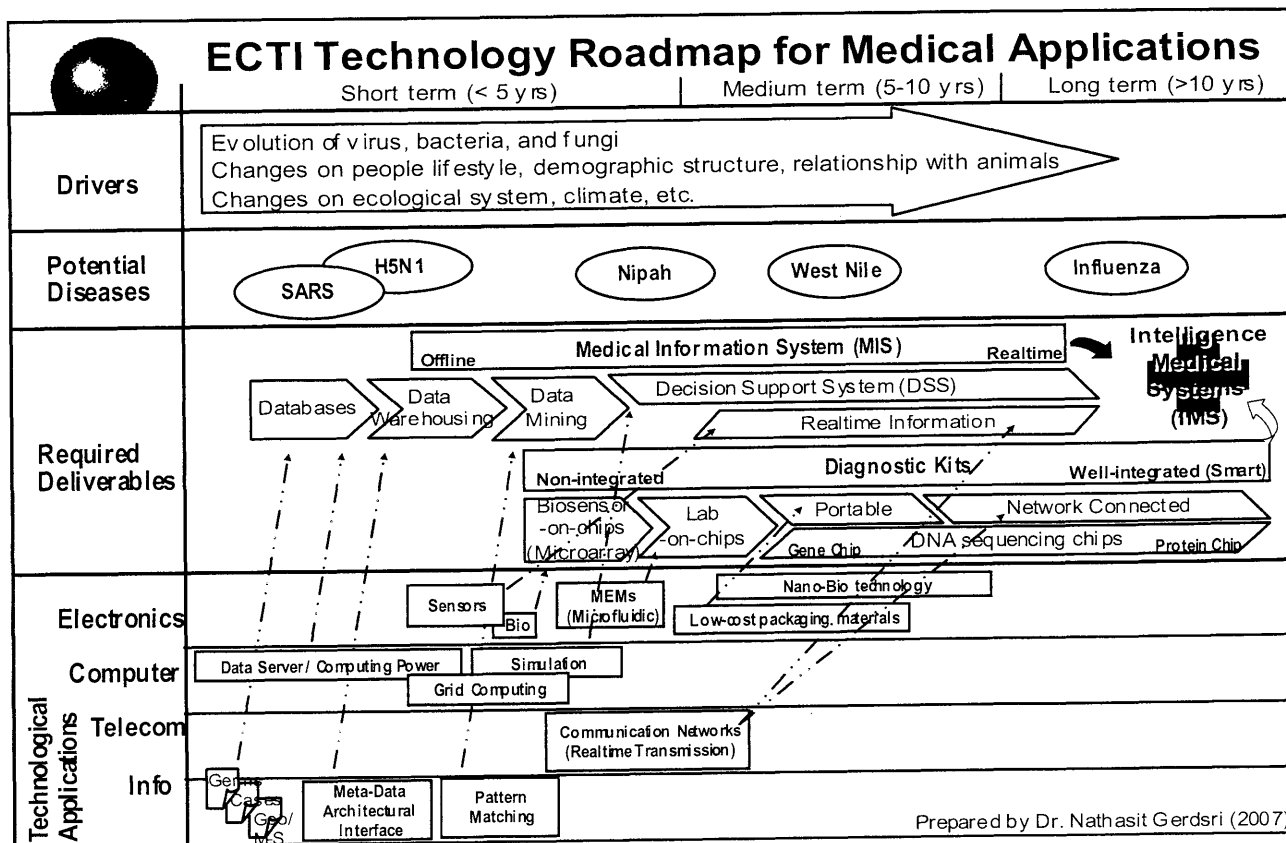 ECTI Technology Roadmap for Medical Applications
Short term (< 5 yrs)
Medium term (5-10 yrs)
Long term (>10 yrs)
Drivers
Evolution of virus, bacteria, and fungi
Changes on people lifestyle, demographic structure, relationship with animals
Changes on ecological system, climate, etc.
Potential
Diseases
SARS
H5N1
Nipah
West Nile
Influenza
Required
Deliverables
Offline
Medical Information System (MIS)
Realtime
Intelligence
Medical
Systems
(IMS)
Databases
Data
Warehousing
Data
Mining
Decision Support System (DSS)
Realtime Information
Non-integrated
Diagnostic Kits
Well-integrated (Smart)
Biosensor
-on-chips
(Microarray)
Lab
-on-chips
Portable
Network Connected
Gene Chip
DNA sequencing chips
Protein Chip
Technological
Applications
Electronics
Sensors
Bio
MEMs
(Microfluidic)
Nano-Bio technology
Low-cost packaging, materials
Computer
Data Server/ Computing Power
Simulation
Grid Computing
Telecom
Communication Networks
(Realtime Transmission)
Info
Germs
Cases
Geo/
Meta-Data
Architectural
Interface
Pattern
Matching
Prepared by Dr. Nathasit Gerdsri (2007)